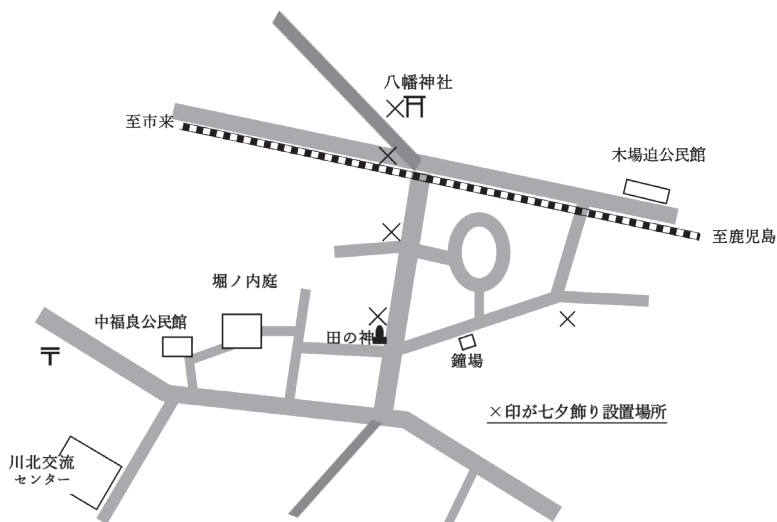 八幡神社
至市来
木場迫公民館
至鹿児島
堀ノ内庭
中福良公民館
田の神
鐘場
×印が七夕飾り設置場所
川北交流
センター